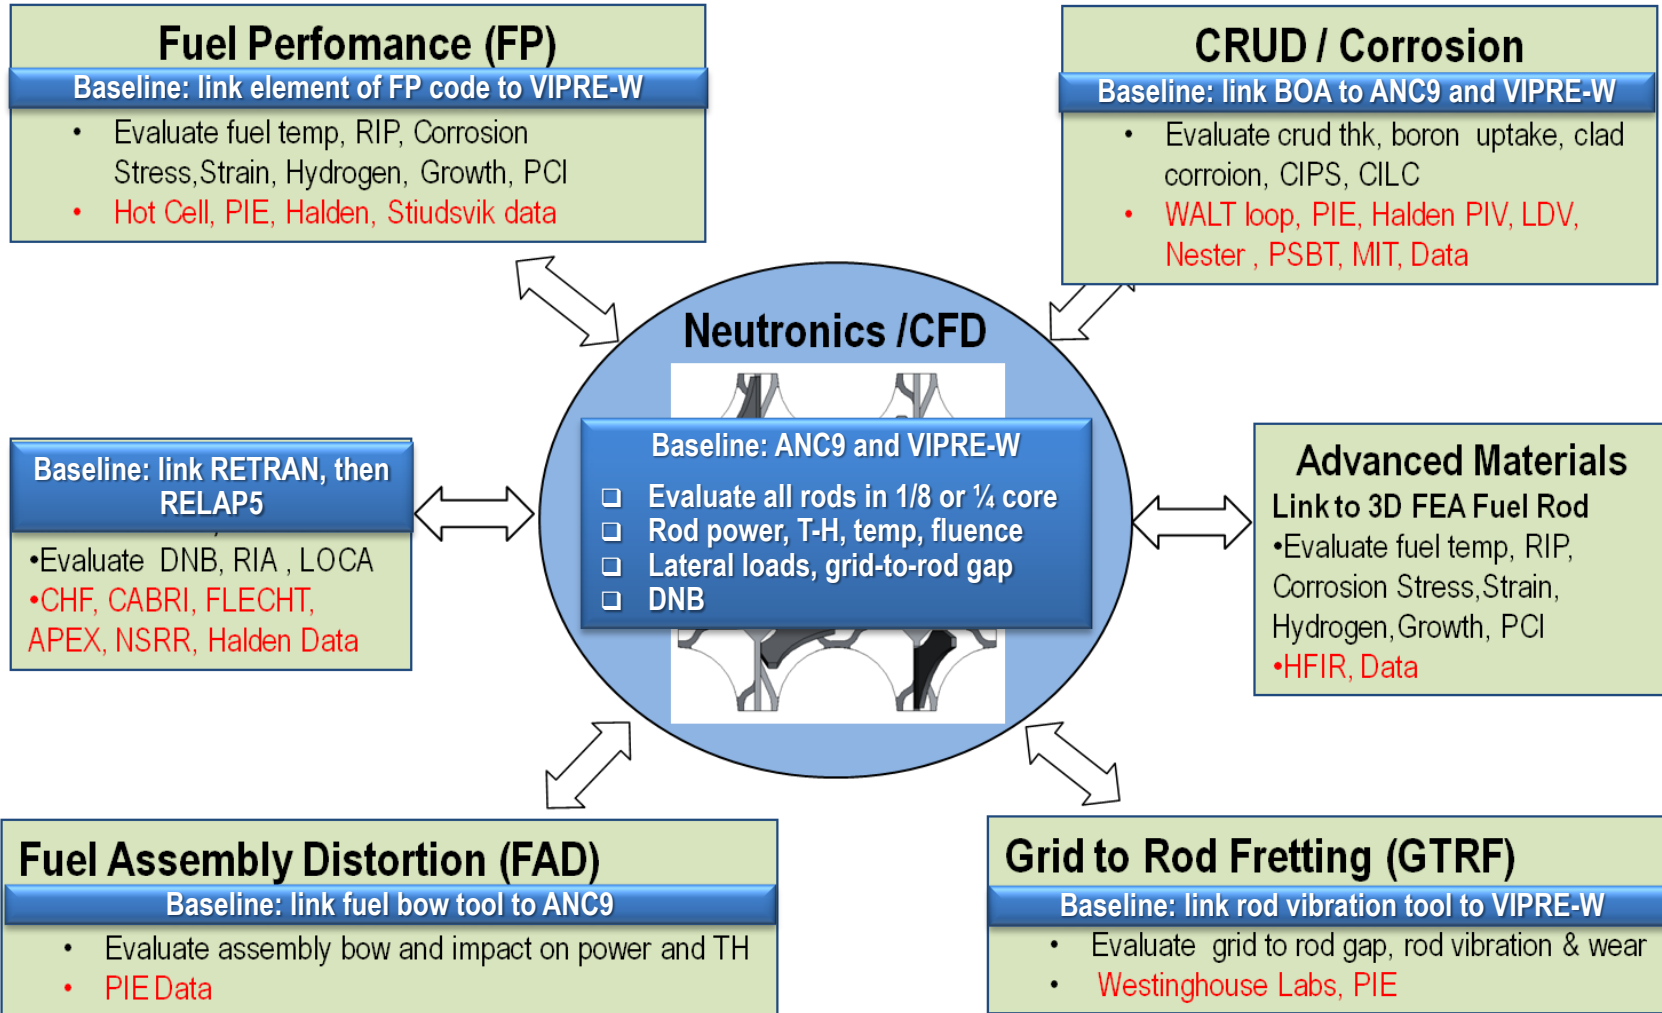 Fuel Perfomance (FP)
Baseline: link element of FP code to VIPRE-W
• Evaluate fuel temp, RIP, Corrosion
Stress,Strain, Hydrogen, Growth, PCI
• Hot Cell, PIE, Halden, Stiudsvik data
CRUD / Corrosion
Baseline: link BOA to ANC9 and VIPRE-W
• Evaluate crud thk, boron uptake, clad
corroion, CIPS, CILC
• WALT loop, PIE, Halden PIV, LDV,
Nester , PSBT, MIT, Data
Neutronics /CFD
Baseline: ANC9 and VIPRE-W
❑ Evaluate all rods in 1/8 or ¼ core
❑ Rod power, T-H, temp, fluence
❑ Lateral loads, grid-to-rod gap
❑ DNB
Baseline: link RETRAN, then
RELAP5
•Evaluate DNB, RIA , LOCA
•CHF, CABRI, FLECHT,
APEX, NSRR, Halden Data
Advanced Materials
Link to 3D FEA Fuel Rod
•Evaluate fuel temp, RIP,
Corrosion Stress,Strain,
Hydrogen,Growth, PCI
•HFIR, Data
Fuel Assembly Distortion (FAD)
Baseline: link fuel bow tool to ANC9
• Evaluate assembly bow and impact on power and TH
• PIE Data
Grid to Rod Fretting (GTRF)
Baseline: link rod vibration tool to VIPRE-W
• Evaluate grid to rod gap, rod vibration & wear
• Westinghouse Labs, PIE